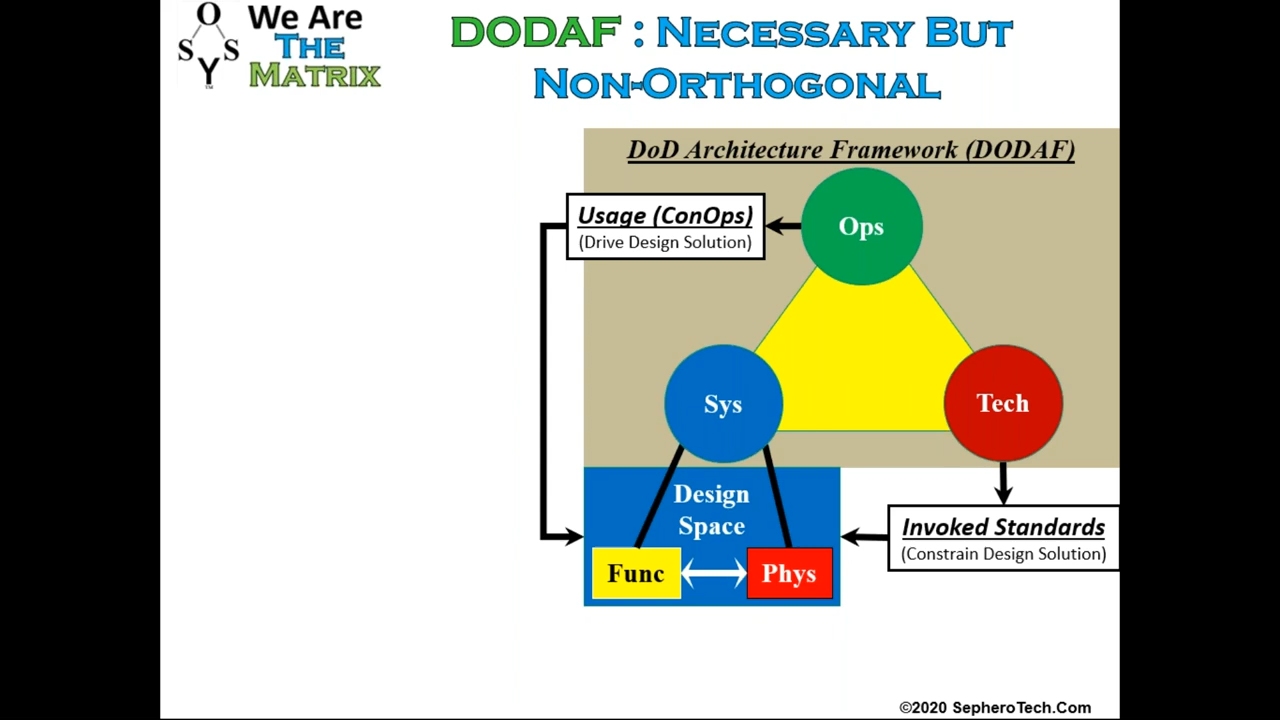 O
S S
Y
™
We Are
THE
MATRIX
DODAF : NECESSARY BUT
NON-ORTHOGONAL
DoD Architecture Framework (DODAF)
Usage (ConOps)
(Drive Design Solution)
Ops
Sys
Tech
Design
Space
Func
Phys
Invoked Standards
(Constrain Design Solution)
©2020 SepheroTech.Com